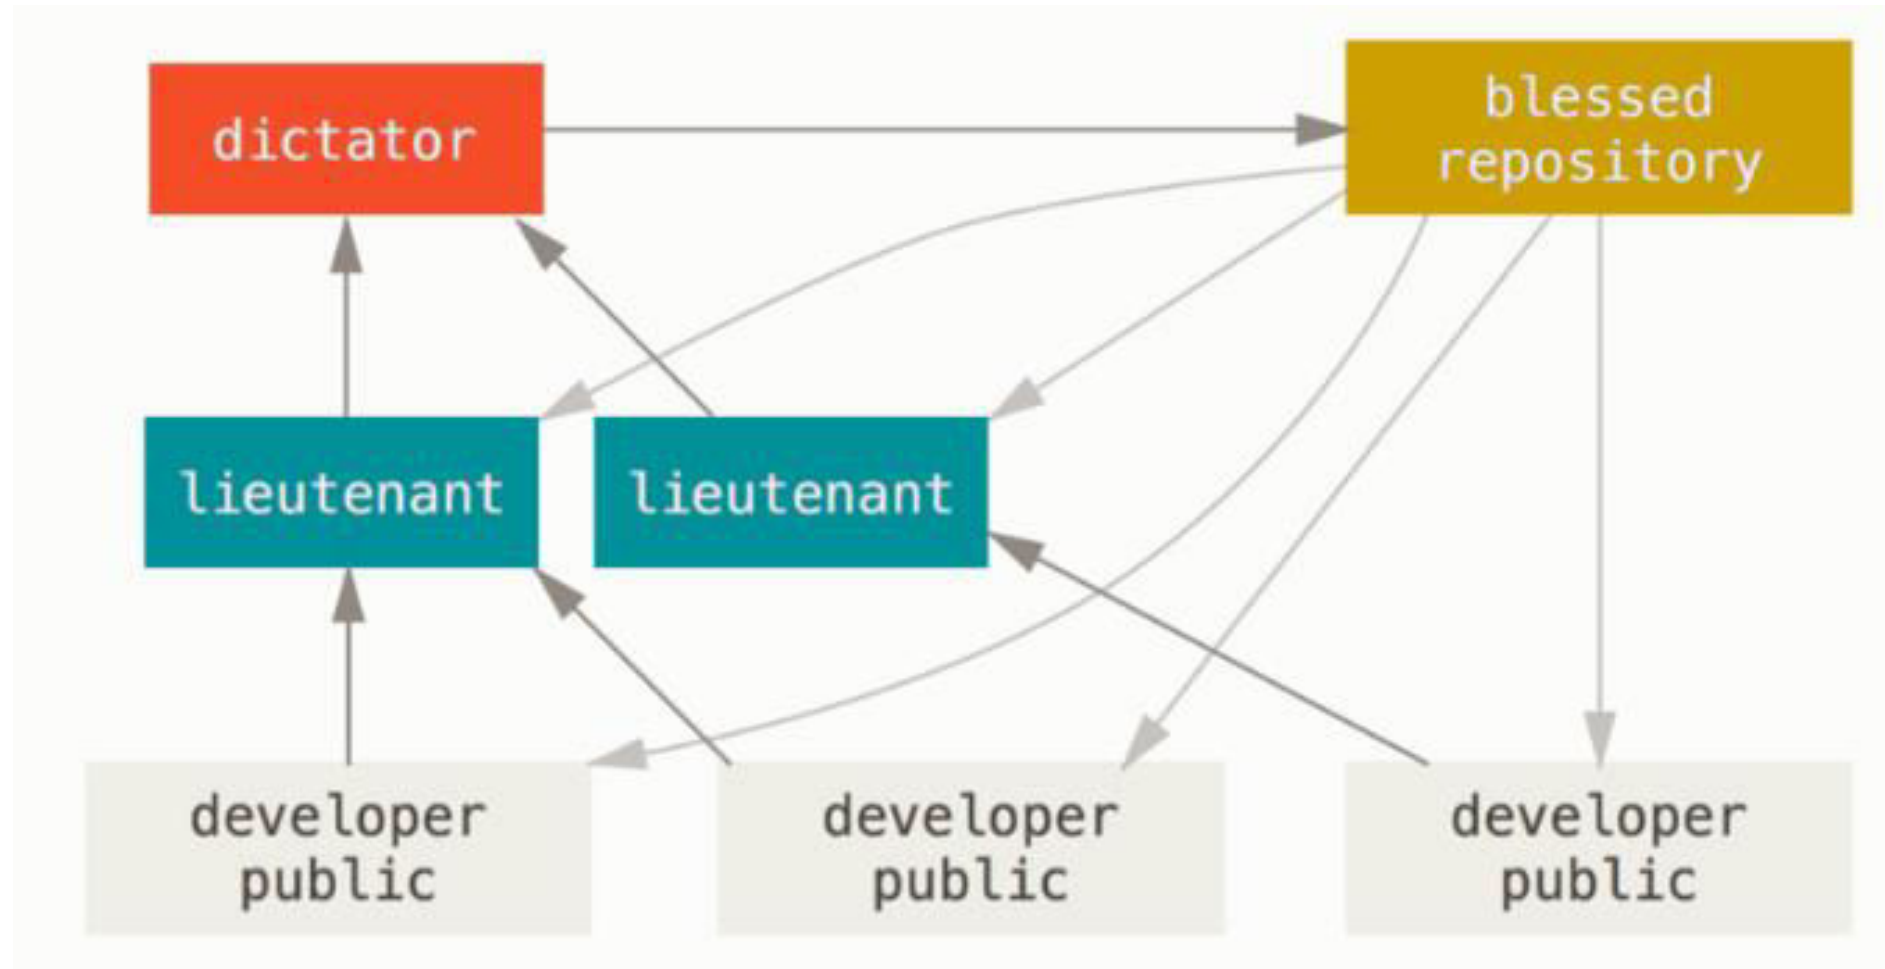 dictator
blessed
repository
lieutenant
lieutenant
developer
public
developer
public
developer
public